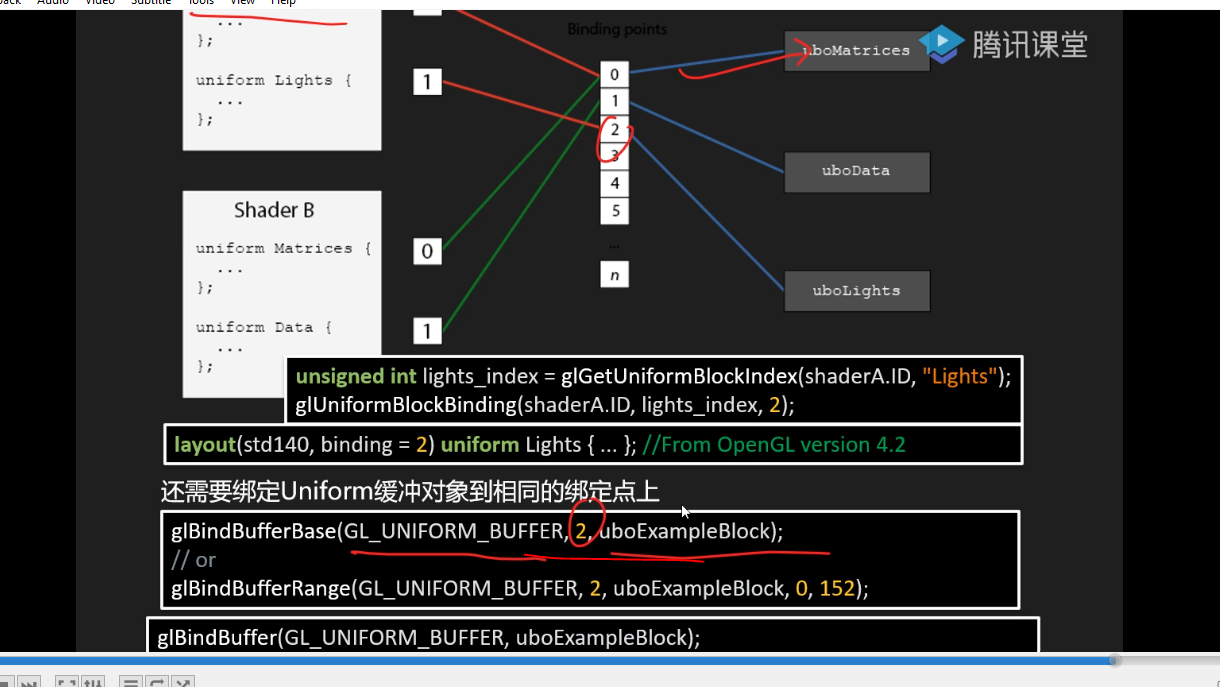 Audio Video Subtitle Tools View Help
...
};
uniform Lights {
...
};
1
Binding points
0
1
2
3
4
5
...
n
uboMatrices
uboData
uboLights
腾讯课堂
Shader B
uniform Matrices {
...
};
uniform Data {
...
};
0
1
unsigned int lights_index = glGetUniformBlockIndex(shaderA.ID, "Lights");
glUniformBlockBinding(shaderA.ID, lights_index, 2);
layout(std140, binding = 2) uniform Lights { ... }; //From OpenGL version 4.2
还需要绑定Uniform缓冲对象到相同的绑定点上
glBindBufferBase(GL_UNIFORM_BUFFER, 2, uboExampleBlock);
// or
glBindBufferRange(GL_UNIFORM_BUFFER, 2, uboExampleBlock, 0, 152);
glBindBuffer(GL_UNIFORM_BUFFER, uboExampleBlock);